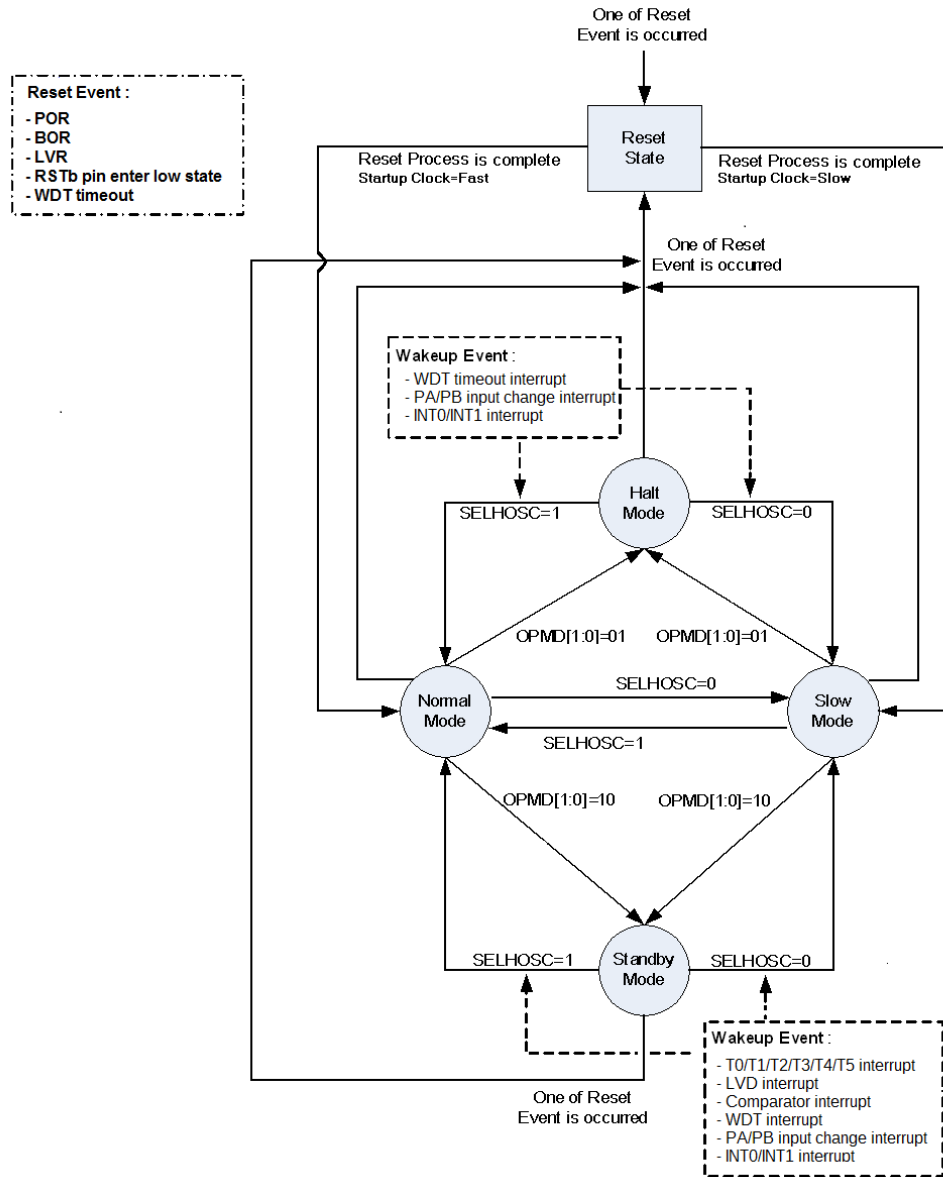 One of Reset
Event is occurred
Reset Event :
- POR
- BOR
- LVR
- RSTb pin enter low state
- WDT timeout
Reset
State
Reset Process is complete
Startup Clock=Fast
Reset Process is complete
Startup Clock=Slow
One of Reset
Event is occurred
Wakeup Event :
- WDT timeout interrupt
- PA/PB input change interrupt
- INT0/INT1 interrupt
Halt
Mode
SELHOSC=1
SELHOSC=0
OPMD[1:0]=01
OPMD[1:0]=01
Normal
Mode
SELHOSC=0
Slow
Mode
SELHOSC=1
OPMD[1:0]=10
OPMD[1:0]=10
Standby
Mode
SELHOSC=1
SELHOSC=0
Wakeup Event :
- T0/T1/T2/T3/T4/T5 interrupt
- LVD interrupt
- Comparator interrupt
- WDT interrupt
- PA/PB input change interrupt
- INT0/INT1 interrupt
One of Reset
Event is occurred